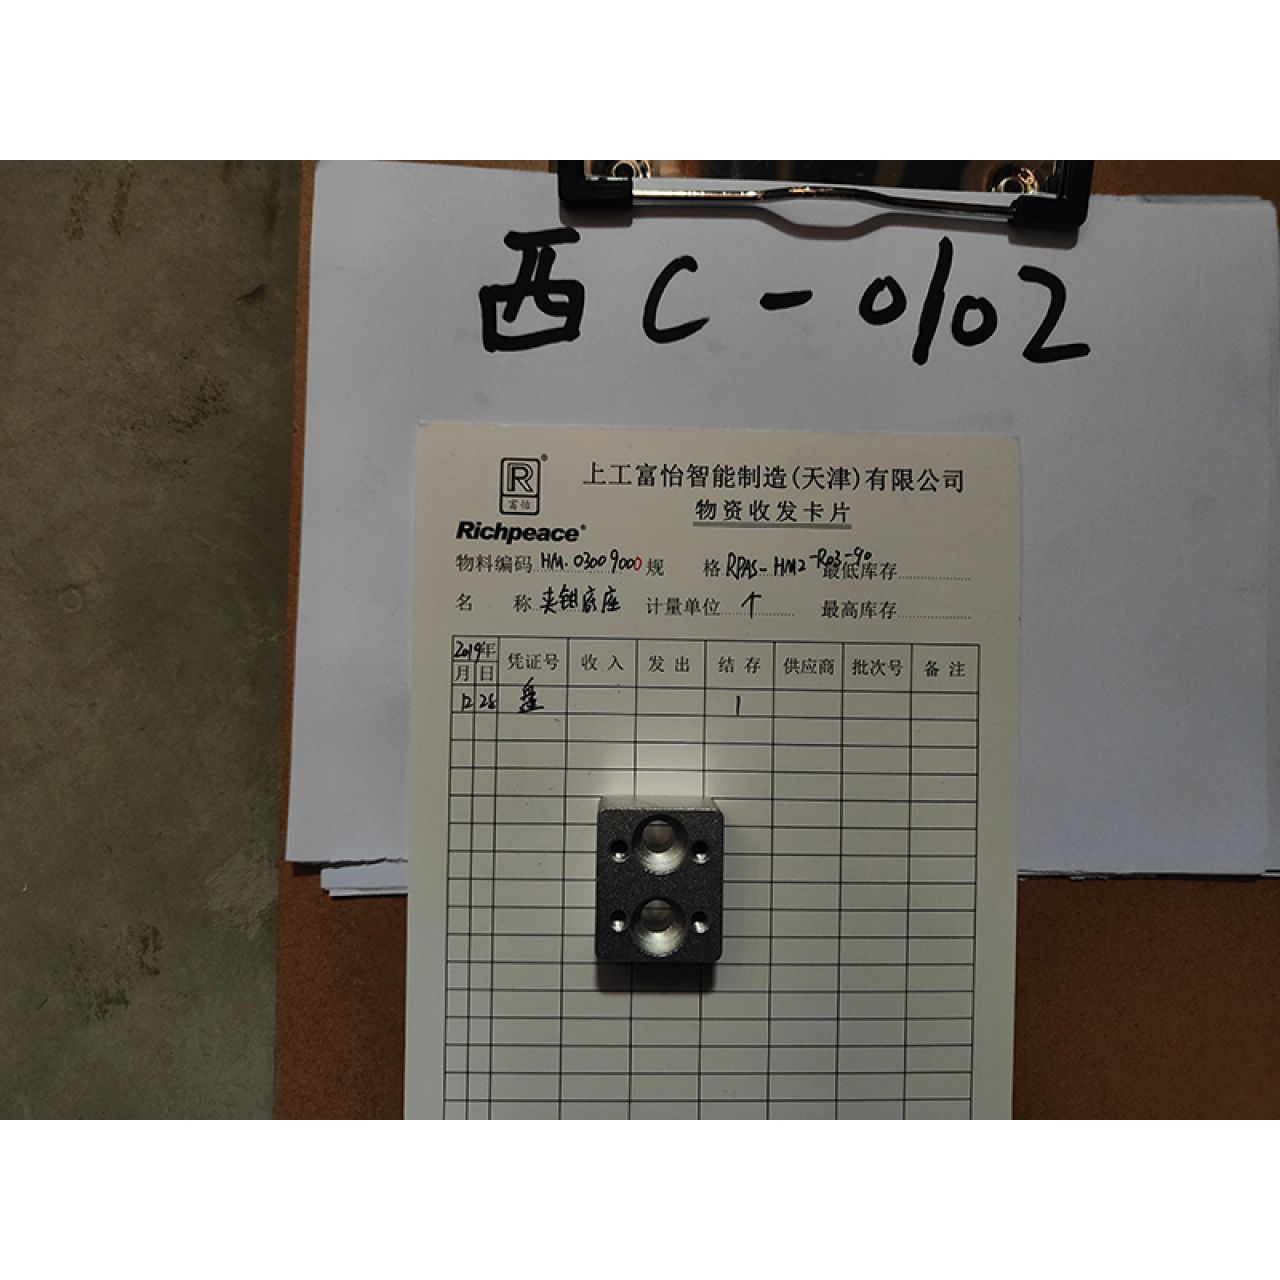 西C-0102
R®
富怡
Richpeace®
上工富怡智能制造(天津)有限公司
物资收发卡片
物料编码 HM.03009000 规 格 RPAS-HM2-R03-90 最低库存
名 称 夹钳底座 计量单位 个 最高库存
2019年 凭证号 收入 发出 结存 供应商 批次号 备注
月 日
12 28 盘 1